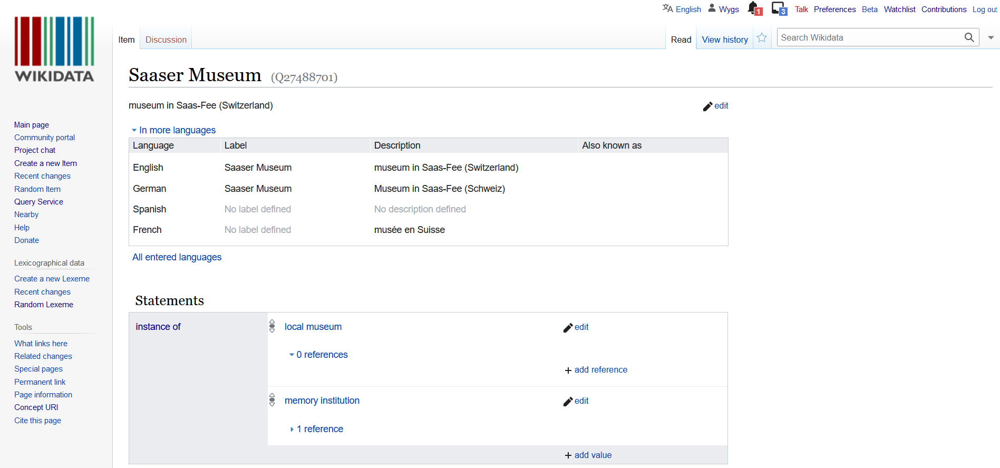 English Wygs 1 3 Talk Preferences Beta Watchlist Contributions Log out
WIKIDATA
Item Discussion Read View history Search Wikidata
Saaser Museum (Q27488701)
museum in Saas-Fee (Switzerland) edit
In more languages
Language Label Description Also known as
English Saaser Museum museum in Saas-Fee (Switzerland)
German Saaser Museum Museum in Saas-Fee (Schweiz)
Spanish No label defined No description defined
French No label defined musée en Suisse
All entered languages
Main page
Community portal
Project chat
Create a new Item
Recent changes
Random Item
Query Service
Nearby
Help
Donate
Lexicographical data
Create a new Lexeme
Recent changes
Random Lexeme
Tools
What links here
Related changes
Special pages
Permanent link
Page information
Concept URI
Cite this page
Statements
instance of local museum edit
0 references
+ add reference
memory institution edit
1 reference
+ add value